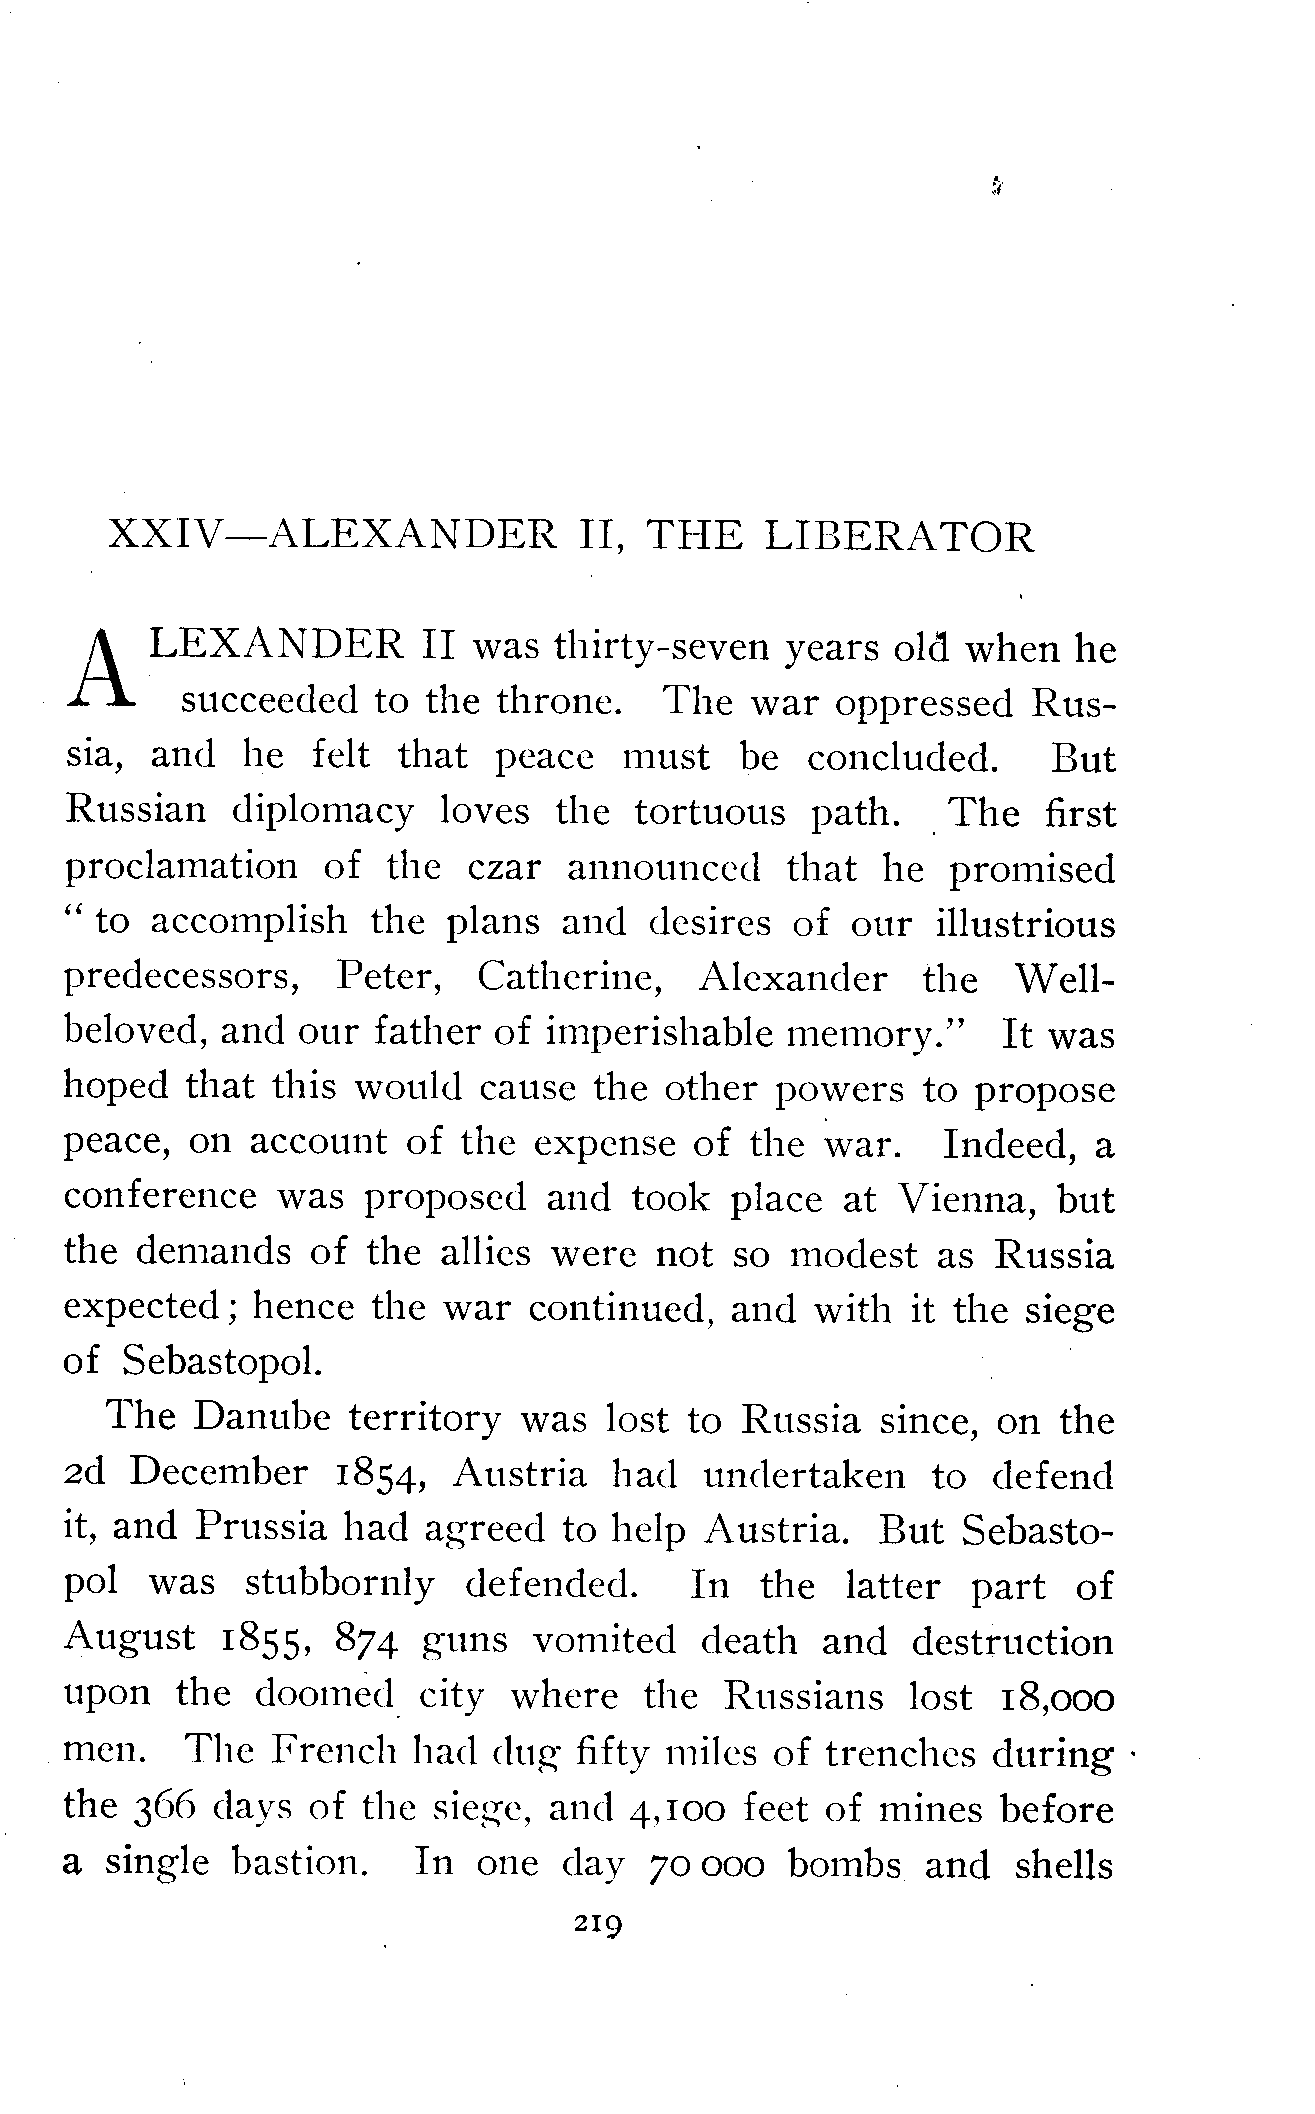 XXIV—ALEXANDER II, THE LIBERATOR
ALEXANDER II was thirty-seven years old when he
succeeded to the throne. The war oppressed Rus-
sia, and he felt that peace must be concluded. But
Russian diplomacy loves the tortuous path. The first
proclamation of the czar announced that he promised
“ to accomplish the plans and desires of our illustrious
predecessors, Peter, Catherine, Alexander the Well-
beloved, and our father of imperishable memory.” It was
hoped that this would cause the other powers to propose
peace, on account of the expense of the war. Indeed, a
conference was proposed and took place at Vienna, but
the demands of the allies were not so modest as Russia
expected; hence the war continued, and with it the siege
of Sebastopol.
The Danube territory was lost to Russia since, on the
2d December 1854, Austria had undertaken to defend
it, and Prussia had agreed to help Austria. But Sebasto-
pol was stubbornly defended. In the latter part of
August 1855, 874 guns vomited death and destruction
upon the doomed city where the Russians lost 18,000
men. The French had dug fifty miles of trenches during
the 366 days of the siege, and 4,100 feet of mines before
a single bastion. In one day 70 000 bombs and shells
219